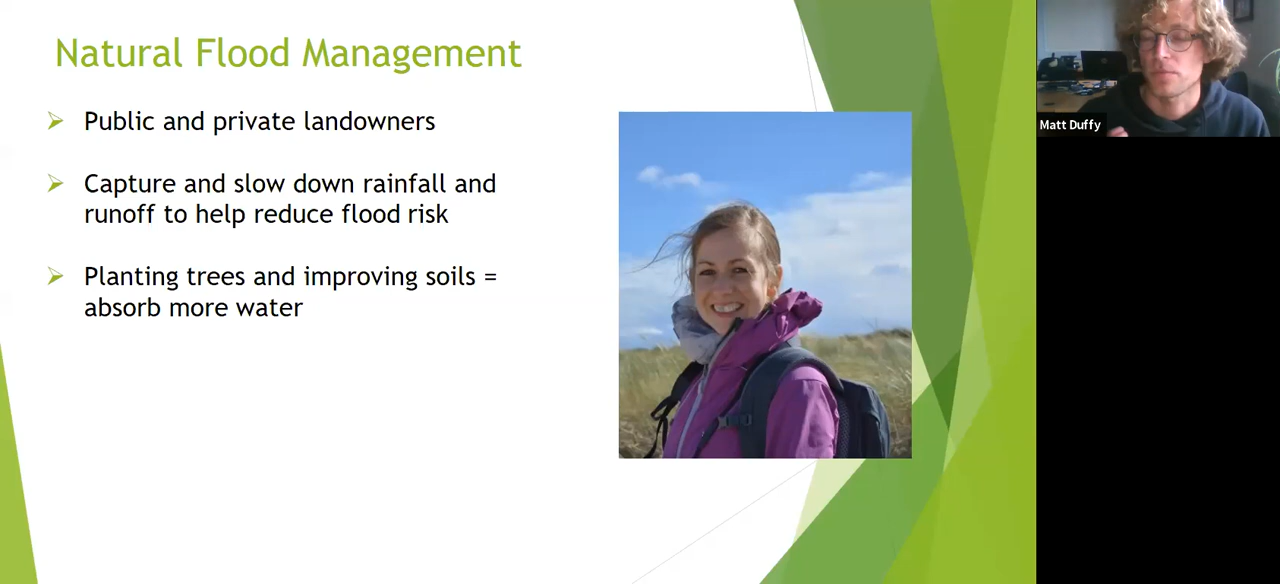 Natural Flood Management
Public and private landowners
Capture and slow down rainfall and
runoff to help reduce flood risk
Planting trees and improving soils =
absorb more water
Matt Duffy